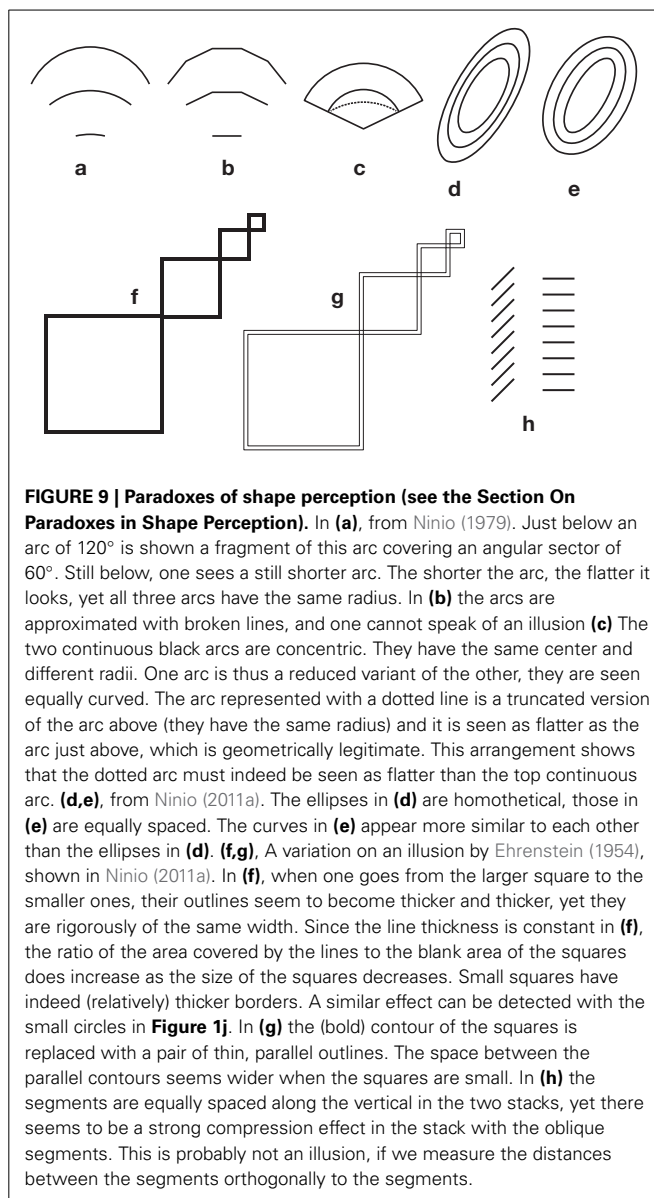 a
b
c
d
e
f
g
h
FIGURE 9 | Paradoxes of shape perception (see the Section On
Paradoxes in Shape Perception). In (a), from Ninio (1979). Just below an
arc of 120° is shown a fragment of this arc covering an angular sector of
60°. Still below, one sees a still shorter arc. The shorter the arc, the flatter it
looks, yet all three arcs have the same radius. In (b) the arcs are
approximated with broken lines, and one cannot speak of an illusion (c) The
two continuous black arcs are concentric. They have the same center and
different radii. One arc is thus a reduced variant of the other, they are seen
equally curved. The arc represented with a dotted line is a truncated version
of the arc above (they have the same radius) and it is seen as flatter as the
arc just above, which is geometrically legitimate. This arrangement shows
that the dotted arc must indeed be seen as flatter than the top continuous
arc. (d,e), from Ninio (2011a). The ellipses in (d) are homothetical, those in
(e) are equally spaced. The curves in (e) appear more similar to each other
than the ellipses in (d). (f,g), A variation on an illusion by Ehrenstein (1954),
shown in Ninio (2011a). In (f), when one goes from the larger square to the
smaller ones, their outlines seem to become thicker and thicker, yet they
are rigorously of the same width. Since the line thickness is constant in (f),
the ratio of the area covered by the lines to the blank area of the squares
does increase as the size of the squares decreases. Small squares have
indeed (relatively) thicker borders. A similar effect can be detected with the
small circles in Figure 1j. In (g) the (bold) contour of the squares is
replaced with a pair of thin, parallel outlines. The space between the
parallel contours seems wider when the squares are small. In (h) the
segments are equally spaced along the vertical in the two stacks, yet there
seems to be a strong compression effect in the stack with the oblique
segments. This is probably not an illusion, if we measure the distances
between the segments orthogonally to the segments.